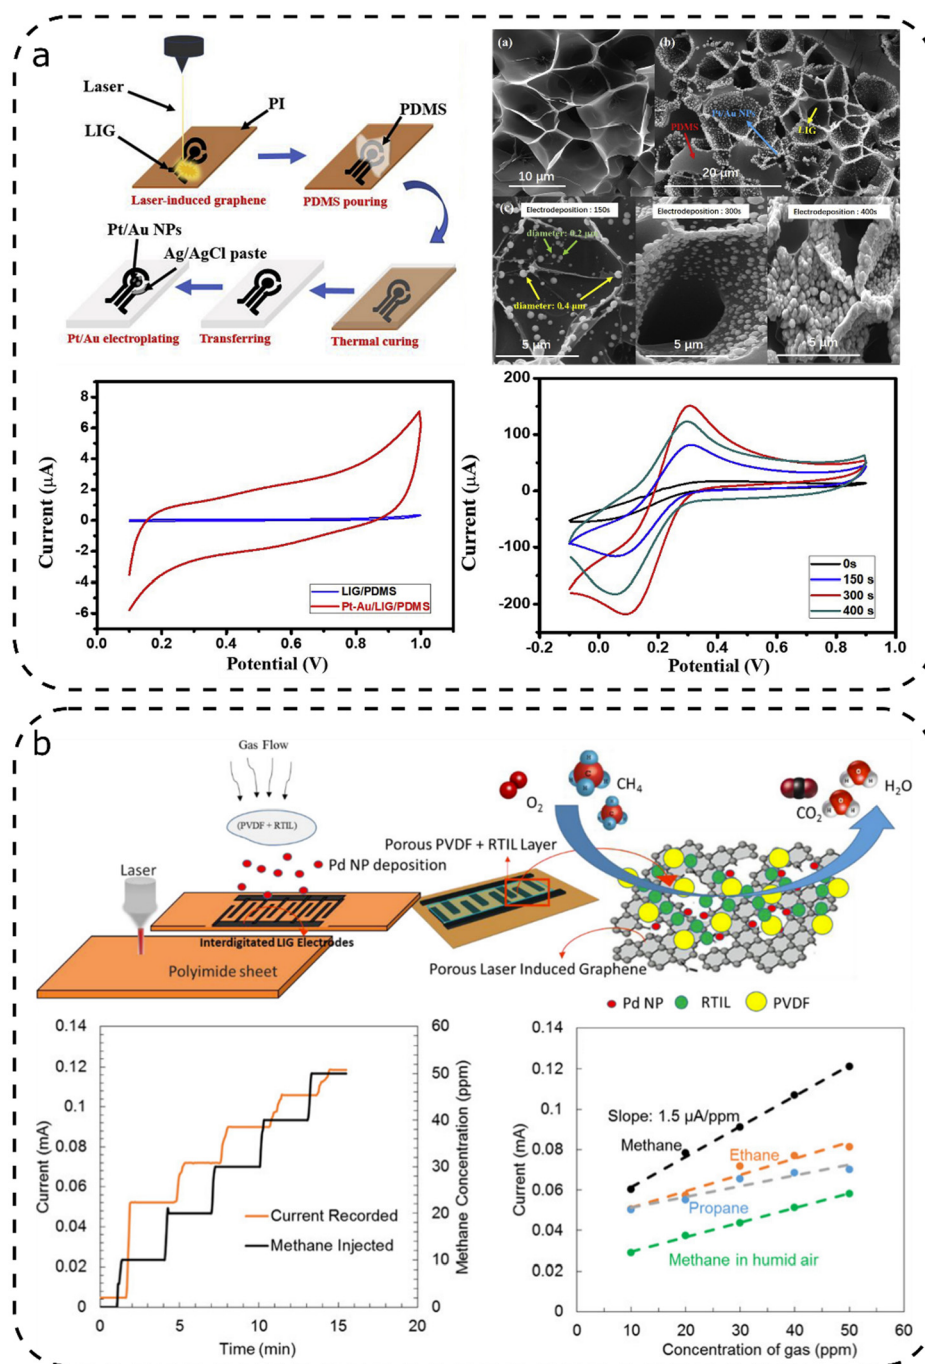 a
Laser
LIG
PI
PDMS
Laser-induced graphene
PDMS pouring
Pt/Au NPs
Ag/AgCl paste
Pt/Au electroplating
Transferring
Thermal curing
(a)
10 μm
(b)
PDMS
Pt/Au NPs
LIG
20 μm
(c)
Electrodeposition : 150s
diameter: 0.2 μm
diameter: 0.4 μm
5 μm
Electrodeposition : 300s
5 μm
Electrodeposition : 400s
5 μm
Current (μA)
8
6
4
2
0
-2
-4
-6
LIG/PDMS
Pt-Au/LIG/PDMS
0.0 0.2 0.4 0.6 0.8 1.0
Potential (V)
Current (μA)
200
100
0
-100
-200
0s
150 s
300 s
400 s
-0.2 0.0 0.2 0.4 0.6 0.8 1.0
Potential (V)
b
Gas Flow
(PVDF + RTIL)
Pd NP deposition
Laser
Interdigitated LIG Electrodes
Polyimide sheet
Porous PVDF + RTIL Layer
Porous Laser Induced Graphene
O2
CH4
CO2
H2O
Pd NP
RTIL
PVDF
Current (mA)
0.14
0.12
0.1
0.08
0.06
0.04
0.02
0
Current Recorded
Methane Injected
60
50
40
30
20
10
0
Methane Concentration (ppm)
0 5 10 15 20
Time (min)
Current (mA)
0.14
0.12
0.1
0.08
0.06
0.04
0.02
0
Slope: 1.5 μA/ppm
Methane
Ethane
Propane
Methane in humid air
0 10 20 30 40 50 60
Concentration of gas (ppm)